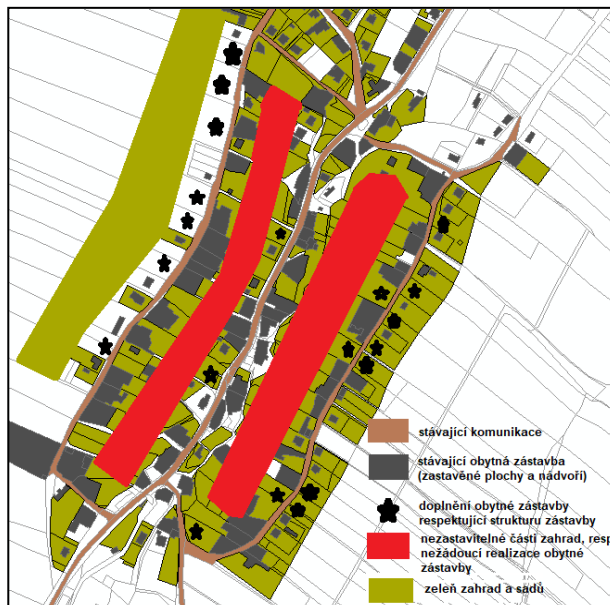 stávající komunikace
stávající obytná zástavba
(zastavěné plochy a nádvoří)
doplnění obytné zástavby
respektující strukturu zástavby
nezastavitelné části zahrad, resp
nežádoucí realizace obytné
zástavby
zeleň zahrad a sadů